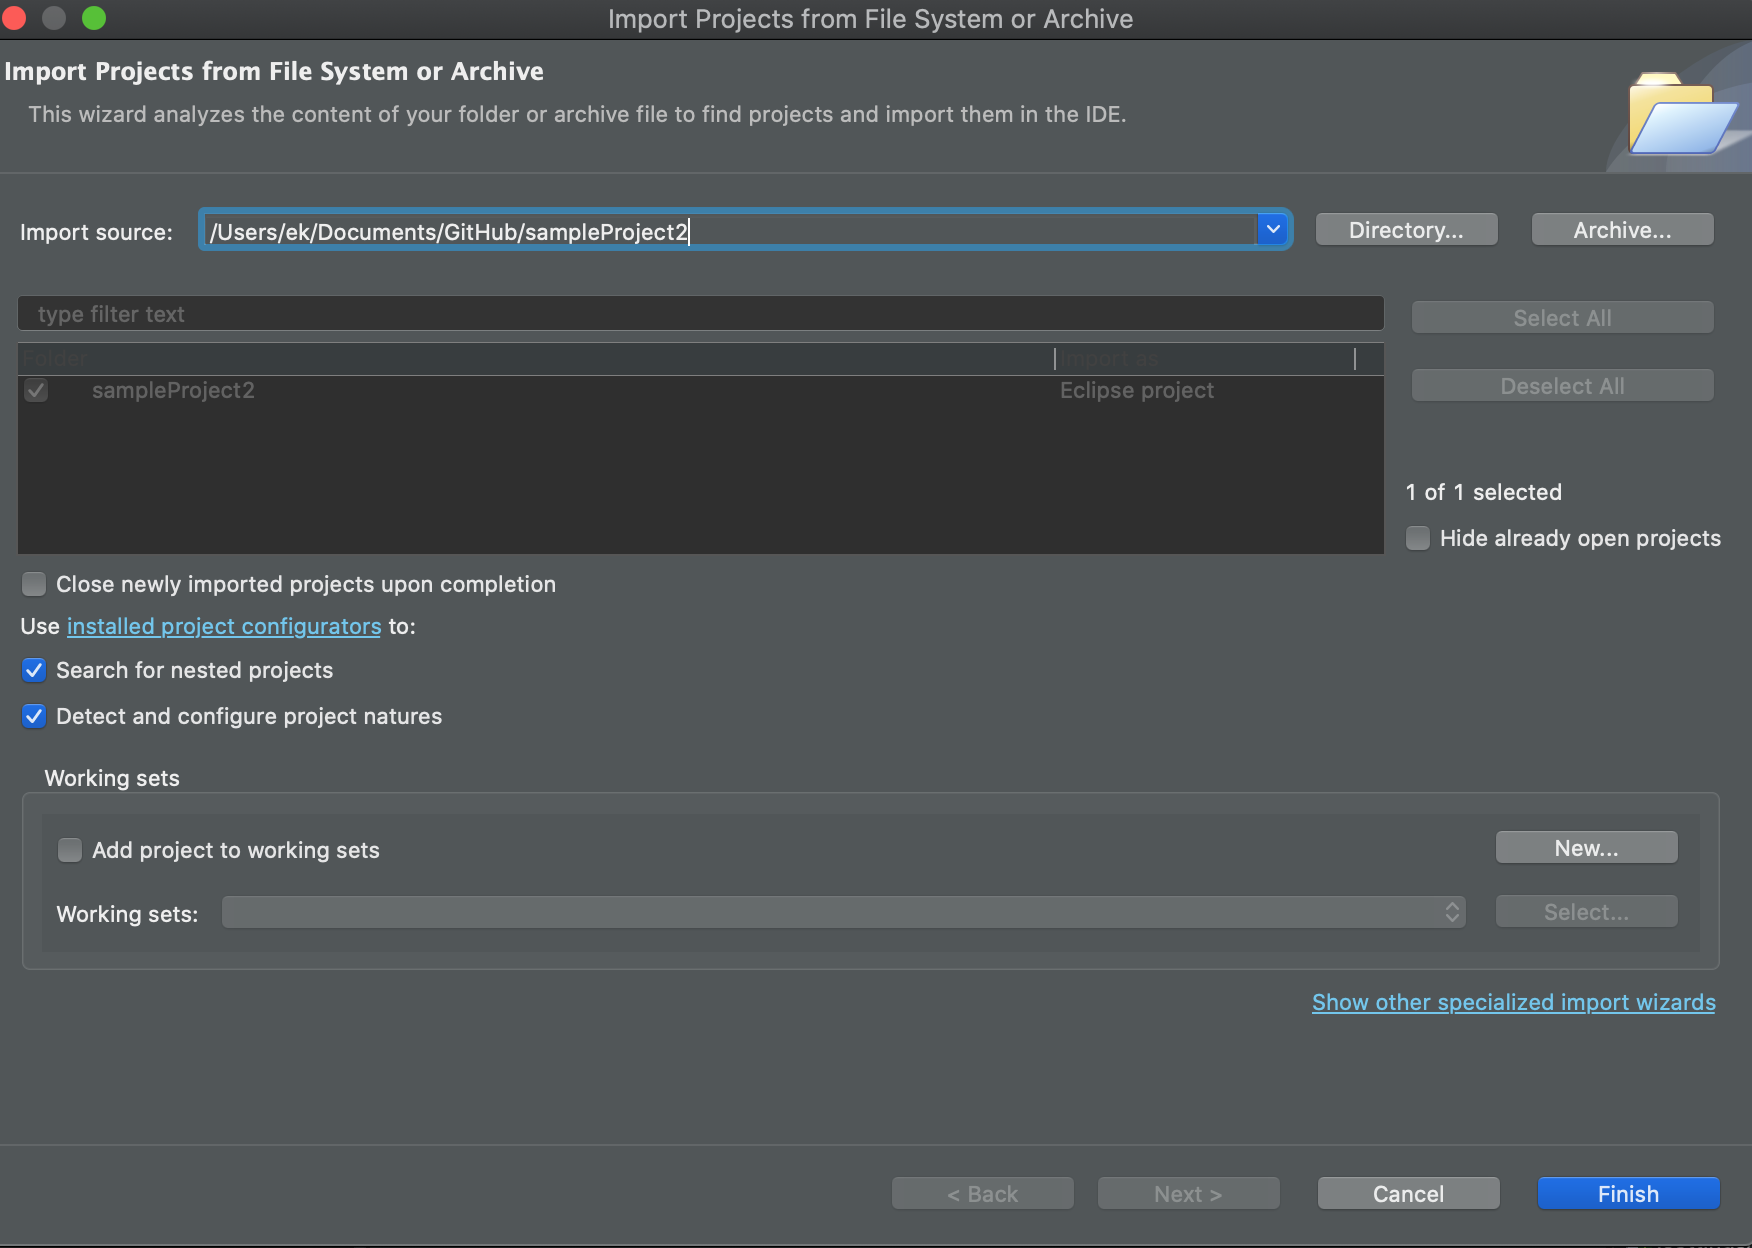 Import Projects from File System or Archive
Import Projects from File System or Archive
This wizard analyzes the content of your folder or archive file to find projects and import them in the IDE.
Import source: /Users/ek/Documents/GitHub/sampleProject2 Directory... Archive...
type filter text
Select All
Folder Import as
sampleProject2 Eclipse project
Deselect All
1 of 1 selected
Hide already open projects
Close newly imported projects upon completion
Use installed project configurators to:
Search for nested projects
Detect and configure project natures
Working sets
Add project to working sets New...
Working sets: Select...
Show other specialized import wizards
< Back Next > Cancel Finish